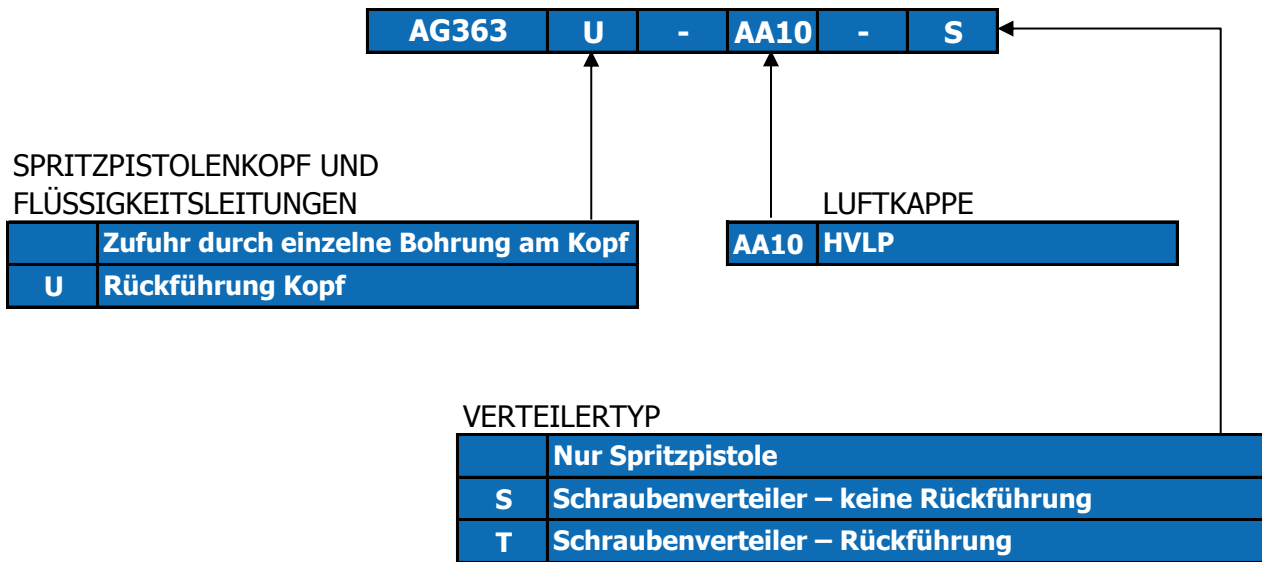 AG363 U - AA10 - S
SPRITZPISTOLENKOPF UND
FLÜSSIGKEITSLEITUNGEN
Zufuhr durch einzelne Bohrung am Kopf
U Rückführung Kopf
LUFTKAPPE
AA10 HVLP
VERTEILERTYP
Nur Spritzpistole
S Schraubenverteiler – keine Rückführung
T Schraubenverteiler – Rückführung